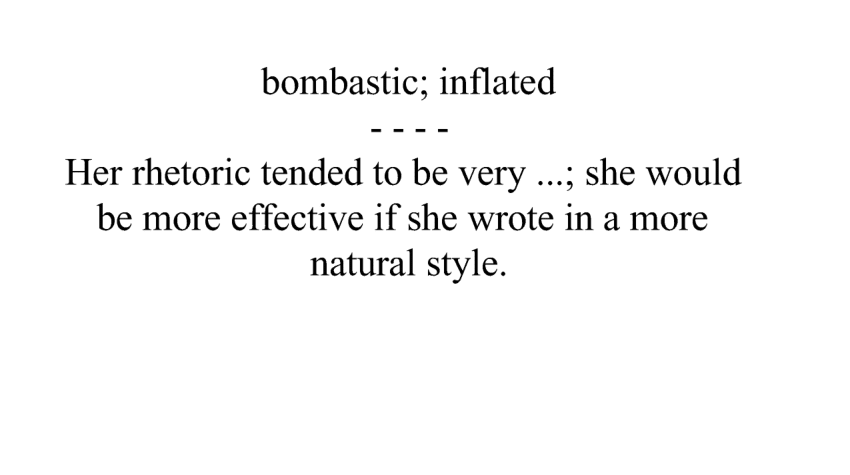 bombastic; inflated
- - - -
Her rhetoric tended to be very ...; she would
be more effective if she wrote in a more
natural style.